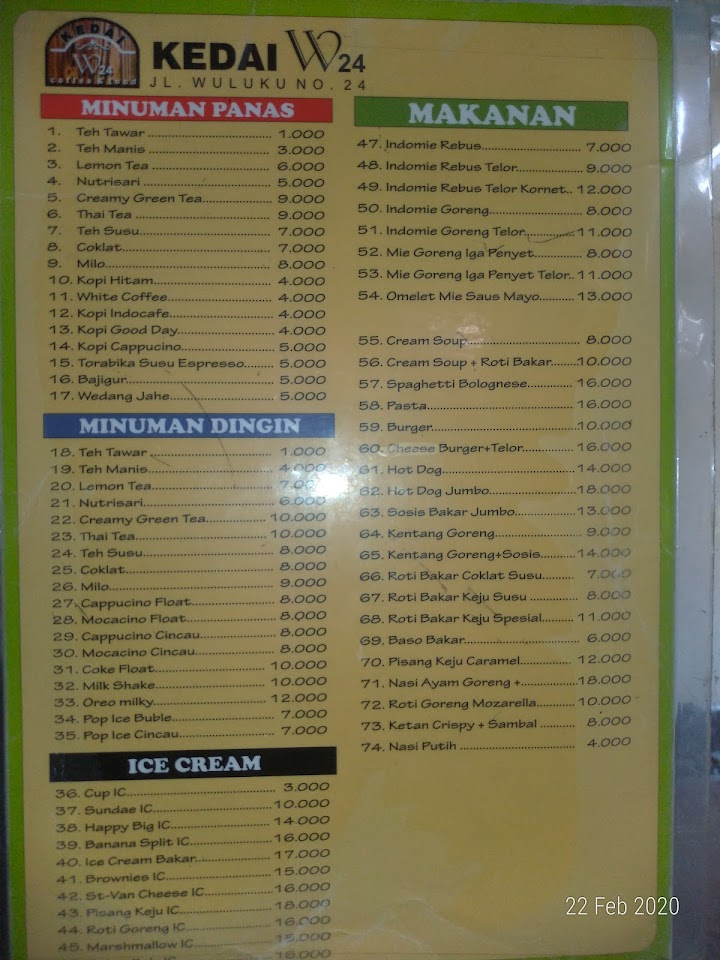 KEDAI
W24
coffee & food
KEDAI W24
JL. WULUKU NO. 24
MINUMAN PANAS
1. Teh Tawar 1.000
2. Teh Manis 3.000
3. Lemon Tea 6.000
4. Nutrisari 5.000
5. Creamy Green Tea 9.000
6. Thai Tea 9.000
7. Teh Susu 7.000
8. Coklat 7.000
9. Milo 8.000
10. Kopi Hitam 4.000
11. White Coffee 4.000
12. Kopi Indocafe 4.000
13. Kopi Good Day 4.000
14. Kopi Cappucino 5.000
15. Torabika Susu Espresso 5.000
16. Bajigur 5.000
17. Wedang Jahe 5.000
MINUMAN DINGIN
18. Teh Tawar 1.000
19. Teh Manis 4.000
20. Lemon Tea 7.000
21. Nutrisari 6.000
22. Creamy Green Tea 10.000
23. Thai Tea 10.000
24. Teh Susu 8.000
25. Coklat 8.000
26. Milo 9.000
27. Cappucino Float 8.000
28. Mocacino Float 8.000
29. Cappucino Cincau 8.000
30. Mocacino Cincau 8.000
31. Coke Float 10.000
32. Milk Shake 10.000
33. Oreo milky 12.000
34. Pop Ice Buble 7.000
35. Pop Ice Cincau 7.000
ICE CREAM
36. Cup IC 3.000
37. Sundae IC 10.000
38. Happy Big IC 14.000
39. Banana Split IC 16.000
40. Ice Cream Bakar 17.000
41. Brownies IC 15.000
42. St-Van Cheese IC 16.000
43. Pisang Keju IC 18.000
44. Roti Goreng IC 16.000
45. Marshmallow IC 15.000
MAKANAN
47. Indomie Rebus 7.000
48. Indomie Rebus Telor 9.000
49. Indomie Rebus Telor Kornet 12.000
50. Indomie Goreng 8.000
51. Indomie Goreng Telor 11.000
52. Mie Goreng Iga Penyet 8.000
53. Mie Goreng Iga Penyet Telor 11.000
54. Omelet Mie Saus Mayo 13.000
55. Cream Soup 8.000
56. Cream Soup + Roti Bakar 10.000
57. Spaghetti Bolognese 16.000
58. Pasta 16.000
59. Burger 10.000
60. Cheese Burger+Telor 16.000
61. Hot Dog 14.000
62. Hot Dog Jumbo 18.000
63. Sosis Bakar Jumbo 13.000
64. Kentang Goreng 9.000
65. Kentang Goreng+Sosis 14.000
66. Roti Bakar Coklat Susu 7.000
67. Roti Bakar Keju Susu 8.000
68. Roti Bakar Keju Spesial 11.000
69. Baso Bakar 6.000
70. Pisang Keju Caramel 12.000
71. Nasi Ayam Goreng + 18.000
72. Roti Goreng Mozarella 10.000
73. Ketan Crispy + Sambal 8.000
74. Nasi Putih 4.000
22 Feb 2020